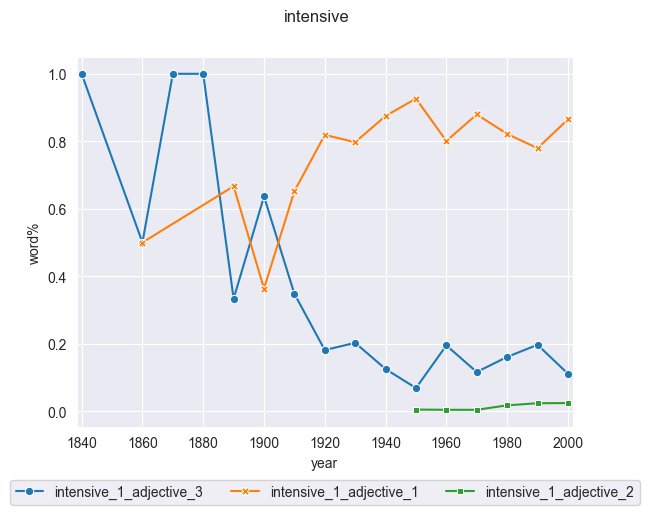 intensive
word%
1.0
0.8
0.6
0.4
0.2
0.0
1840 1860 1880 1900 1920 1940 1960 1980 2000
year
intensive_1_adjective_3 intensive_1_adjective_1 intensive_1_adjective_2